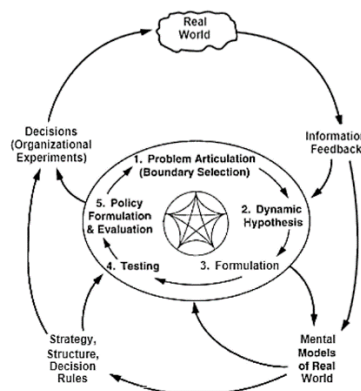 Real
World
Decisions
(Organizational
Experiments)
Information
Feedback
1. Problem Articulation
(Boundary Selection)
5. Policy
Formulation
& Evaluation
2. Dynamic
Hypothesis
4. Testing
3. Formulation
Strategy,
Structure,
Decision
Rules
Mental
Models
of Real
World